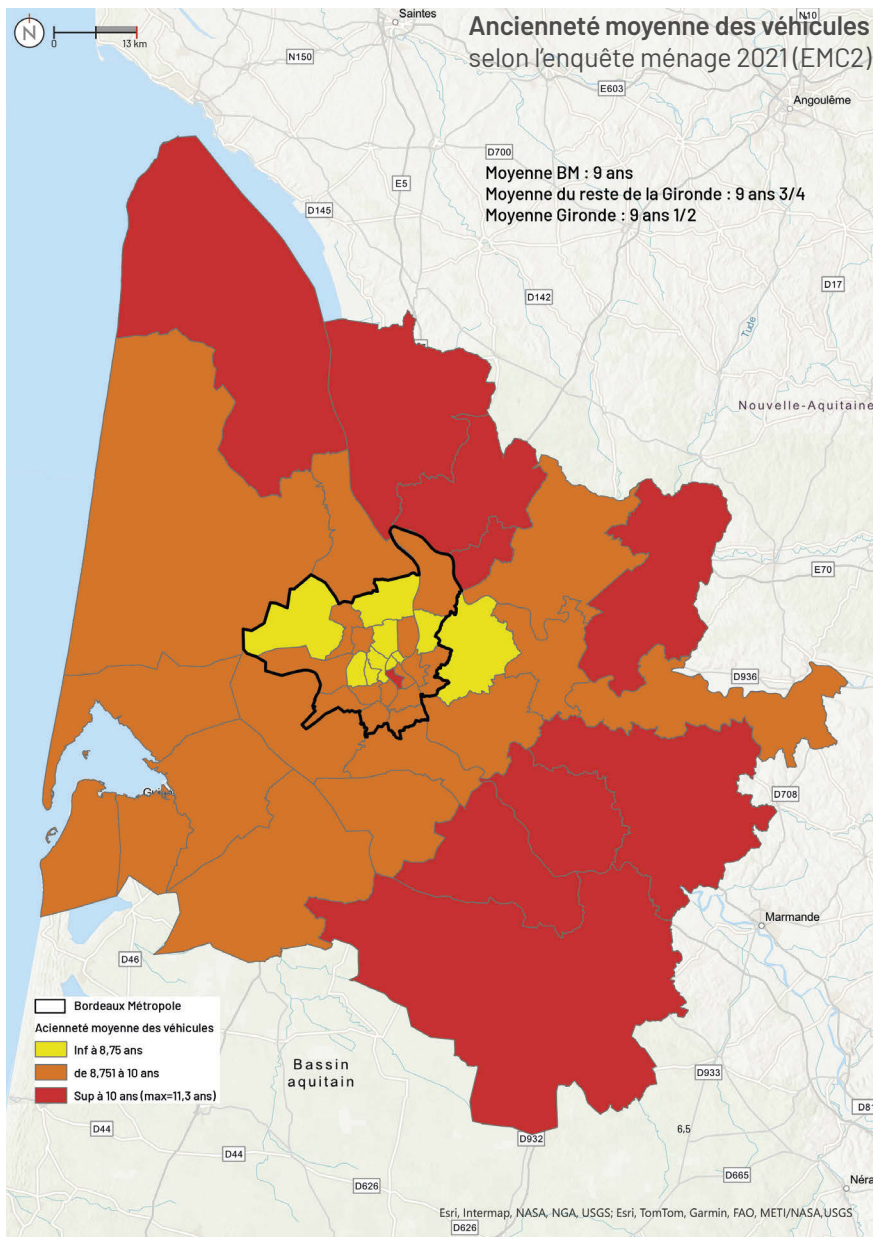 Saintes
N10
Ancienneté moyenne des véhicules
selon l'enquête ménage 2021 (EMC2)
N
0
13 km
N150
E603
Angoulême
D700
Moyenne BM : 9 ans
Moyenne du reste de la Gironde : 9 ans 3/4
Moyenne Gironde : 9 ans 1/2
E5
D145
D17
D142
Tude
Nouvelle-Aquitaine
E70
D936
D708
Marmande
D46
Bordeaux Métropole
Acienneté moyenne des véhicules
Inf à 8,75 ans
de 8,751 à 10 ans
Sup à 10 ans (max=11,3 ans)
Bassin
aquitain
D933
D81
6,5
D44
D932
D44
D665
D626
Néra
Esri, Intermap, NASA, NGA, USGS; Esri, TomTom, Garmin, FAO, METI/NASA, USGS
D626